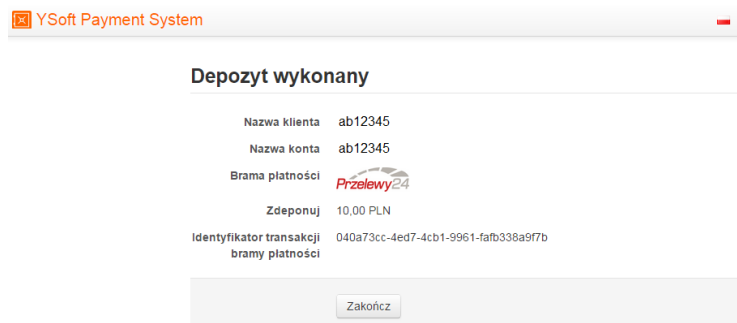 YSoft Payment System
Depozyt wykonany
Nazwa klienta ab12345
Nazwa konta ab12345
Brama płatności Przelewy24
Zdeponuj 10,00 PLN
Identyfikator transakcji 040a73cc-4ed7-4cb1-9961-fafb338a9f7b
bramy płatności
Zakończ